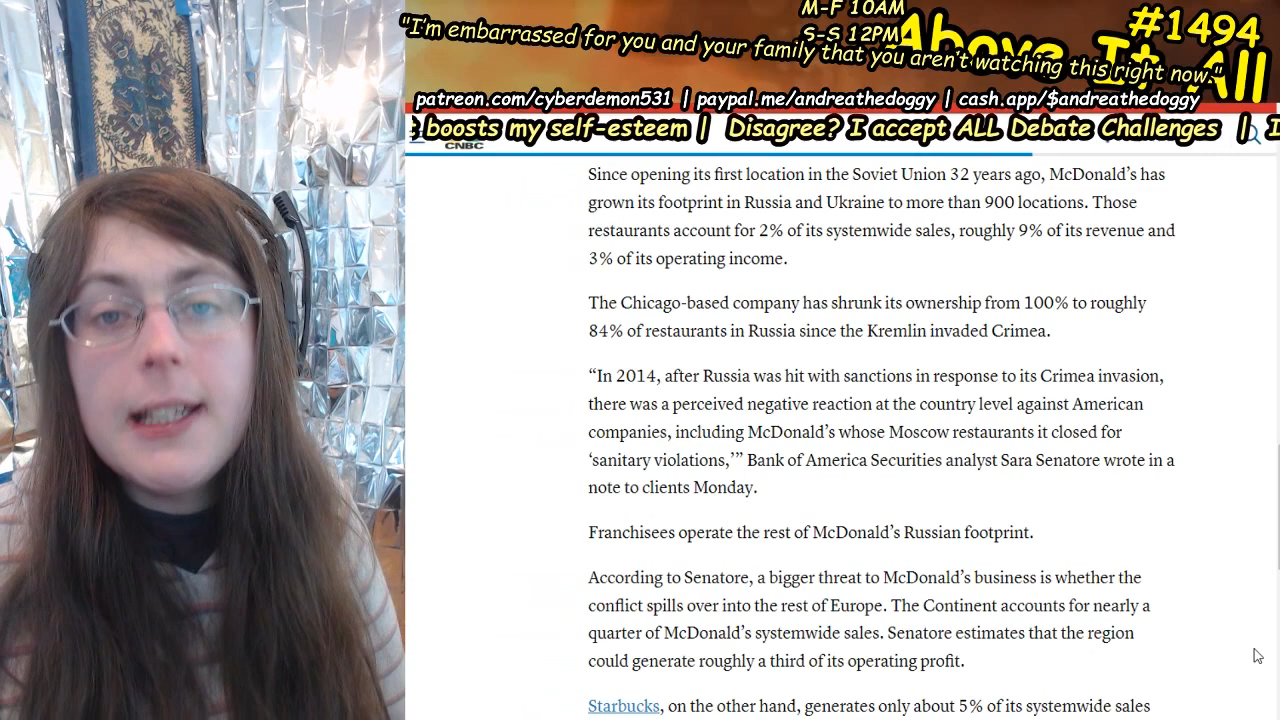 M-F 10AM
S-S 12PM
Above It All
#1494
"I'm embarrassed for you and your family that you aren't watching this right now."
patreon.com/cyberdemon531 | paypal.me/andreathedoggy | cash.app/$andreathedoggy
boosts my self-esteem | Disagree? I accept ALL Debate Challenges | I
CNBC
Since opening its first location in the Soviet Union 32 years ago, McDonald’s has
grown its footprint in Russia and Ukraine to more than 900 locations. Those
restaurants account for 2% of its systemwide sales, roughly 9% of its revenue and
3% of its operating income.
The Chicago-based company has shrunk its ownership from 100% to roughly
84% of restaurants in Russia since the Kremlin invaded Crimea.
“In 2014, after Russia was hit with sanctions in response to its Crimea invasion,
there was a perceived negative reaction at the country level against American
companies, including McDonald’s whose Moscow restaurants it closed for
‘sanitary violations,’” Bank of America Securities analyst Sara Senatore wrote in a
note to clients Monday.
Franchisees operate the rest of McDonald’s Russian footprint.
According to Senatore, a bigger threat to McDonald’s business is whether the
conflict spills over into the rest of Europe. The Continent accounts for nearly a
quarter of McDonald’s systemwide sales. Senatore estimates that the region
could generate roughly a third of its operating profit.
Starbucks, on the other hand, generates only about 5% of its systemwide sales